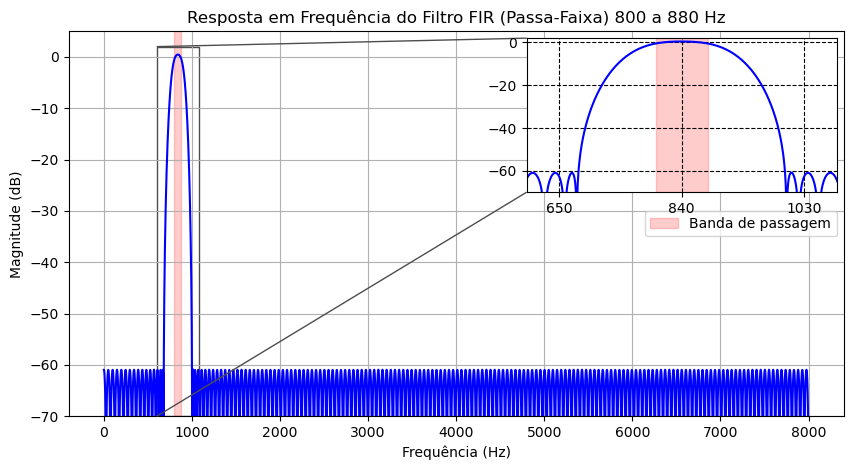 Resposta em Frequência do Filtro FIR (Passa-Faixa) 800 a 880 Hz
Magnitude (dB)
0
−10
−20
−30
−40
−50
−60
−70
0
−20
−40
−60
650 840 1030
Banda de passagem
0 1000 2000 3000 4000 5000 6000 7000 8000
Frequência (Hz)